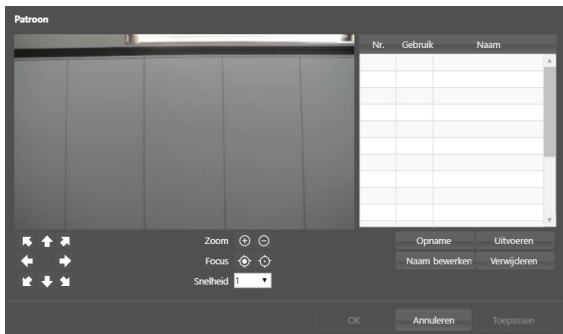 Patroon
Nr. Gebruik Naam
Zoom
Focus
Snelheid 1
Opname Uitvoeren
Naam bewerken Verwijderen
OK Annuleren Toepassen